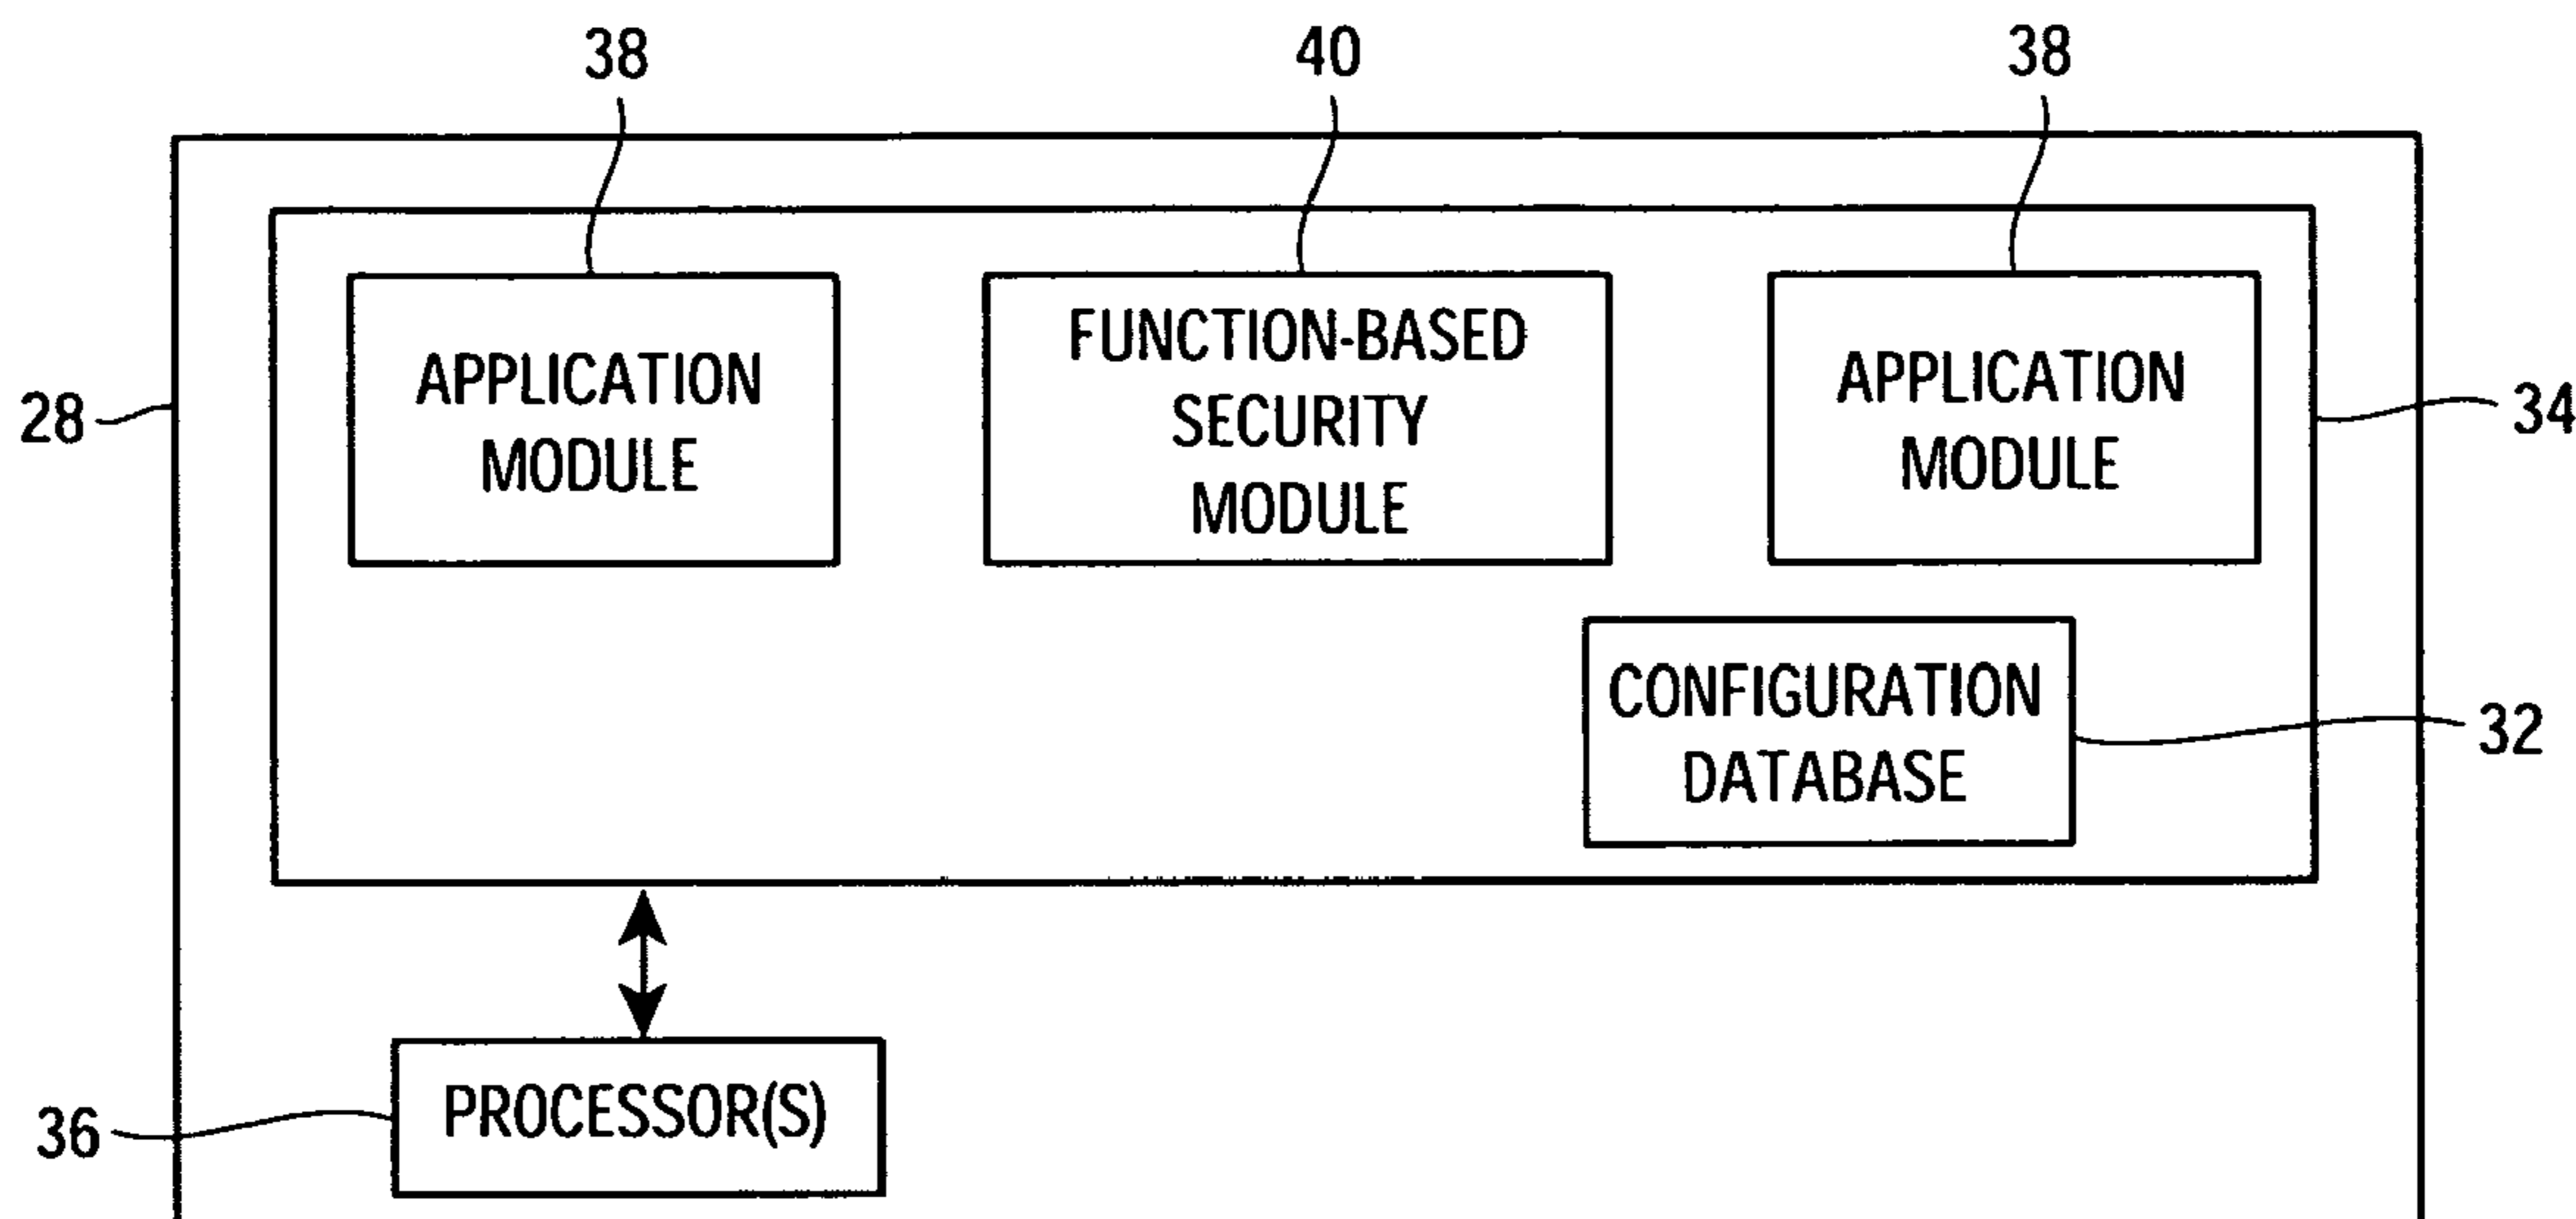 38
40
38
APPLICATION
MODULE
FUNCTION-BASED
SECURITY
MODULE
APPLICATION
MODULE
28
34
CONFIGURATION
DATABASE
32
PROCESSOR(S)
36